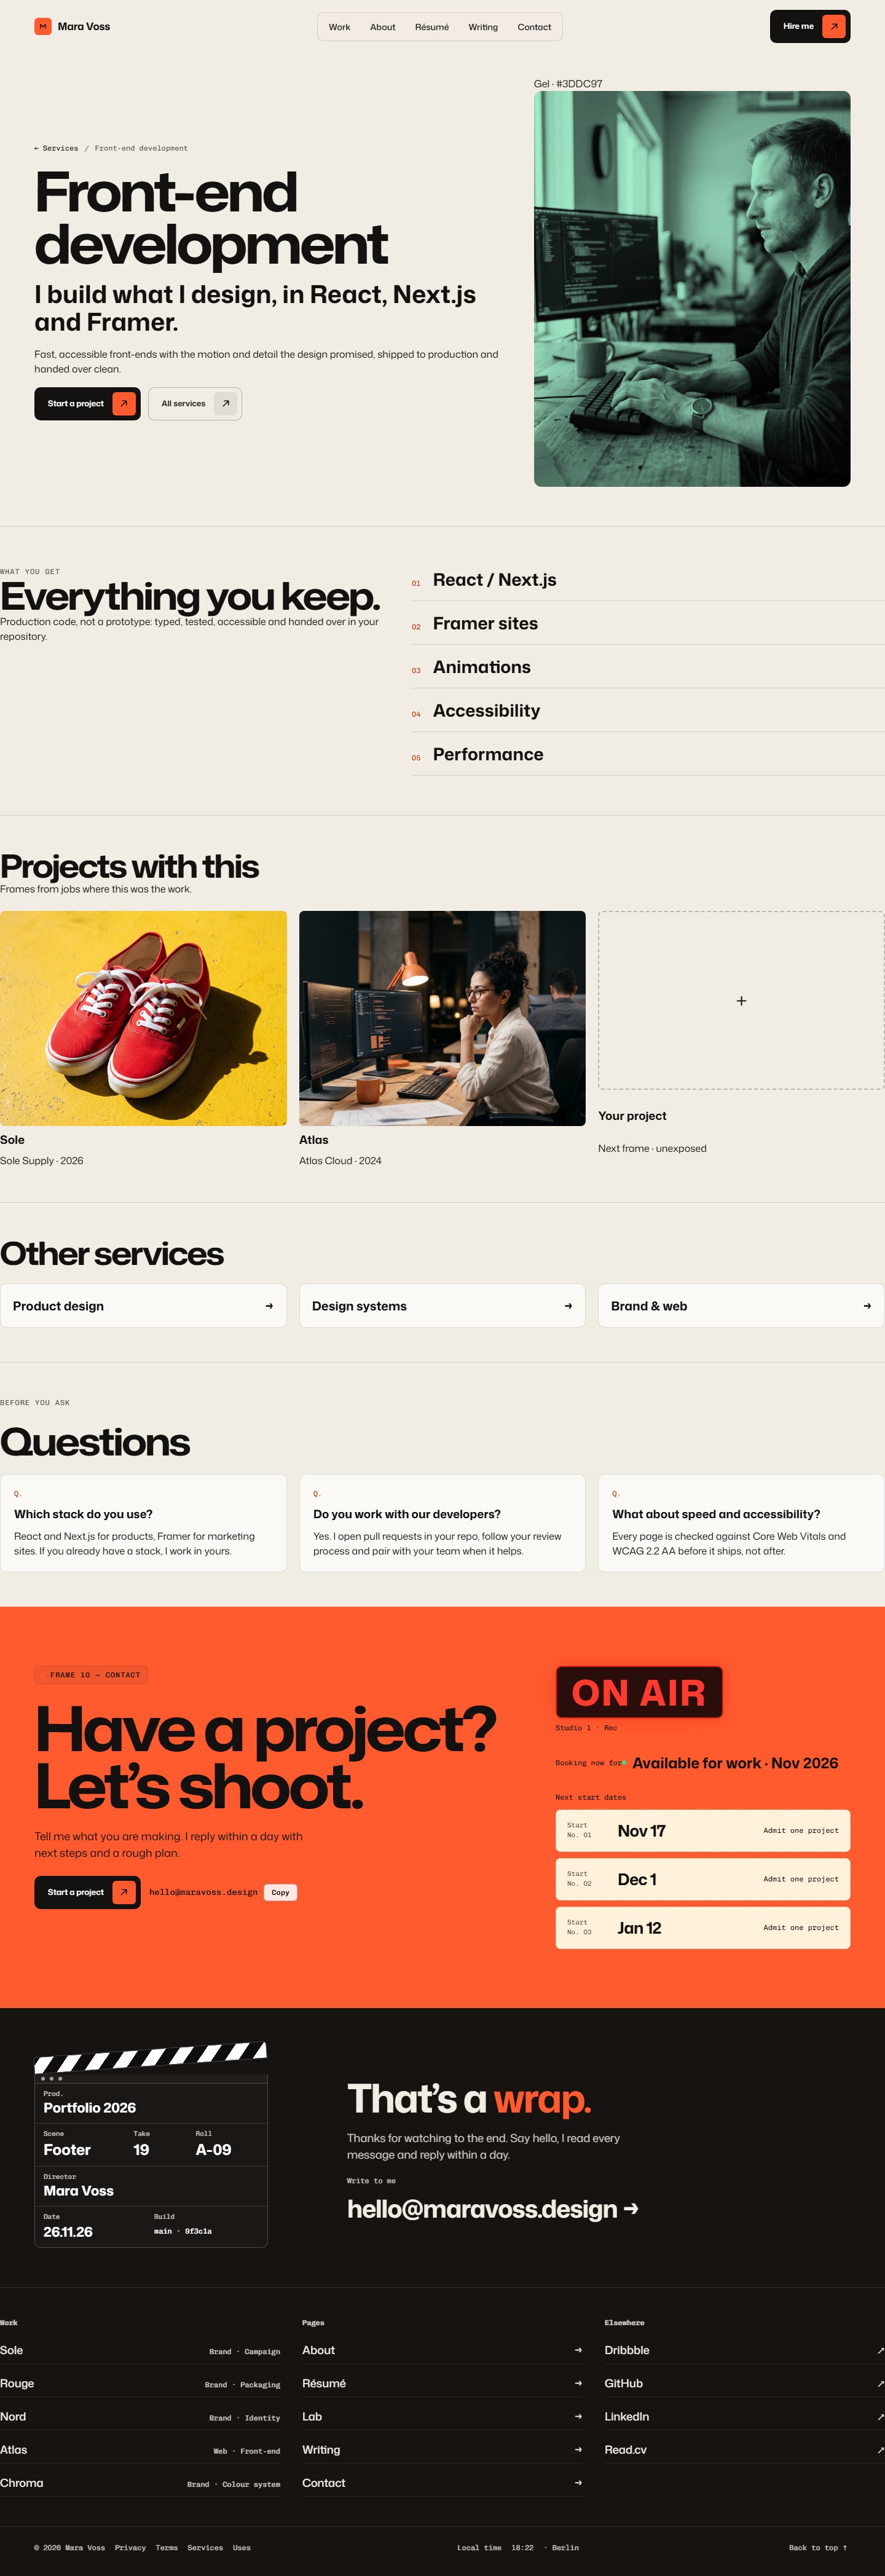 Mara Voss
Work About Résumé Writing Contact
Hire me
Gel · #3DDC97
← Services / Front-end development
Front-end
development
I build what I design, in React, Next.js
and Framer.
Fast, accessible front-ends with the motion and detail the design promised, shipped to production and
handed over clean.
Start a project
All services
WHAT YOU GET
Everything you keep.
Production code, not a prototype: typed, tested, accessible and handed over in your
repository.
01 React / Next.js
02 Framer sites
03 Animations
04 Accessibility
05 Performance
Projects with this
Frames from jobs where this was the work.
Sole
Sole Supply · 2026
Atlas
Atlas Cloud · 2024
+
Your project
Next frame · unexposed
Other services
Product design →
Design systems →
Brand & web →
BEFORE YOU ASK
Questions
Q.
Which stack do you use?
React and Next.js for products, Framer for marketing
sites. If you already have a stack, I work in yours.
Q.
Do you work with our developers?
Yes. I open pull requests in your repo, follow your review
process and pair with your team when it helps.
Q.
What about speed and accessibility?
Every page is checked against Core Web Vitals and
WCAG 2.2 AA before it ships, not after.
FRAME 10 — CONTACT
Have a project?
Let's shoot.
Tell me what you are making. I reply within a day with
next steps and a rough plan.
Start a project
hello@maravoss.design
Copy
ON AIR
Studio 1 · Rec
Booking now for
Available for work · Nov 2026
Next start dates
Start
No. 01
Nov 17
Admit one project
Start
No. 02
Dec 1
Admit one project
Start
No. 03
Jan 12
Admit one project
Prod.
Portfolio 2026
Scene Take Roll
Footer 19 A-09
Director
Mara Voss
Date Build
26.11.26 main · 9f3c1a
That's a wrap.
Thanks for watching to the end. Say hello, I read every
message and reply within a day.
Write to me
hello@maravoss.design →
Work
Sole Brand · Campaign
Rouge Brand · Packaging
Nord Brand · Identity
Atlas Web · Front-end
Chroma Brand · Colour system
Pages
About →
Résumé →
Lab →
Writing →
Contact →
Elsewhere
Dribbble ↗
GitHub ↗
LinkedIn ↗
Read.cv ↗
© 2026 Mara Voss Privacy Terms Services Uses
Local time 18:22 · Berlin
Back to top ↑